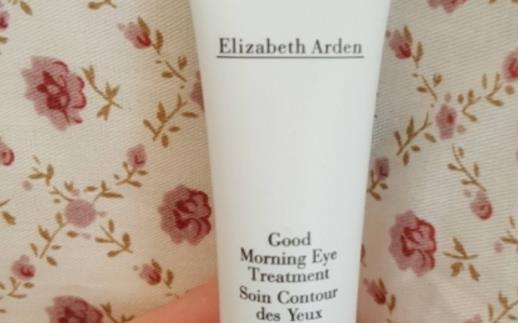 Elizabeth Arden
Good
Morning Eye
Treatment
Soin Contour
des Yeux